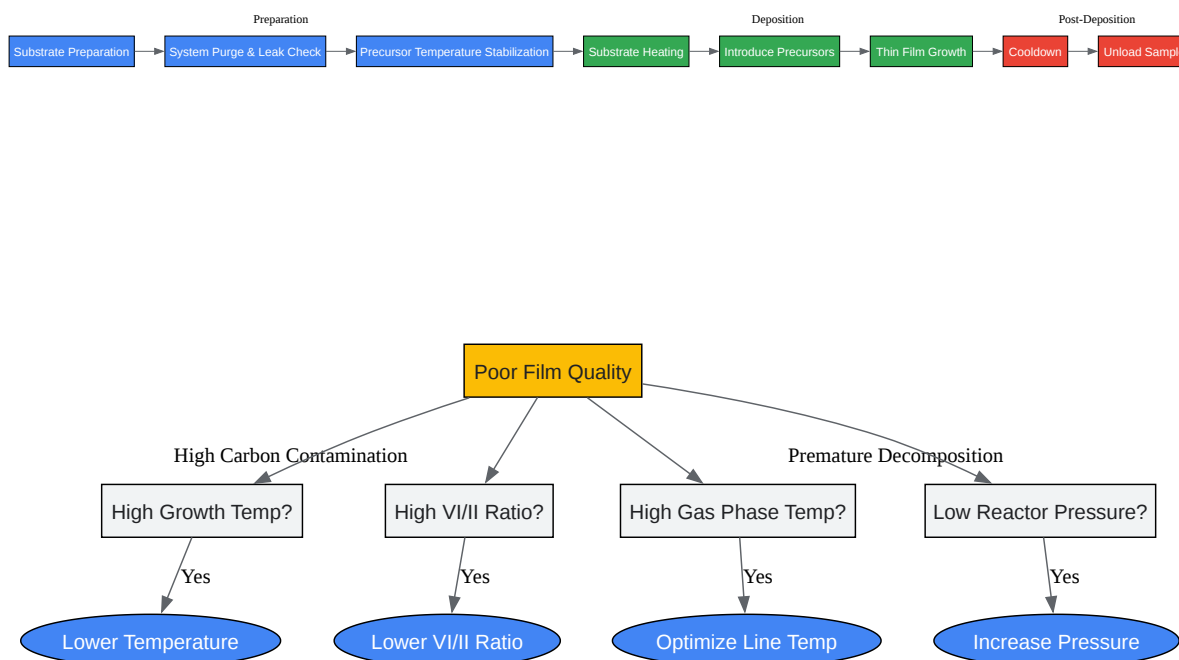 Preparation
Deposition
Post-Deposition
Substrate Preparation
System Purge & Leak Check
Precursor Temperature Stabilization
Substrate Heating
Introduce Precursors
Thin Film Growth
Cooldown
Unload Sample
Poor Film Quality
High Carbon Contamination
Premature Decomposition
High Growth Temp?
High VI/II Ratio?
High Gas Phase Temp?
Low Reactor Pressure?
Yes
Yes
Yes
Yes
Lower Temperature
Lower VI/II Ratio
Optimize Line Temp
Increase Pressure